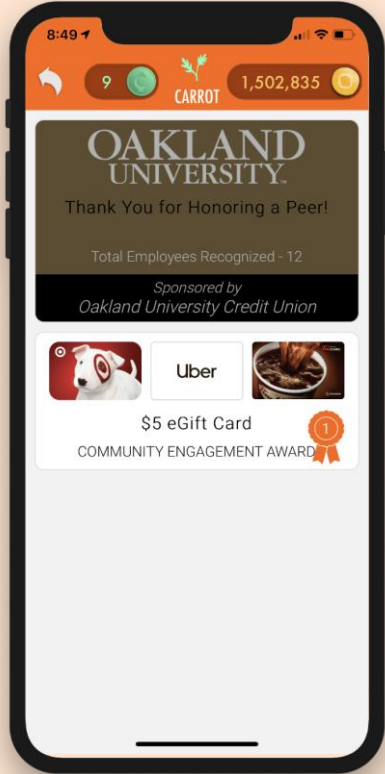 8:49
9
CARROT
1,502,835
OAKLAND
UNIVERSITY™
Thank You for Honoring a Peer!
Total Employees Recognized - 12
Sponsored by
Oakland University Credit Union
Uber
$5 eGift Card
1
COMMUNITY ENGAGEMENT AWARD